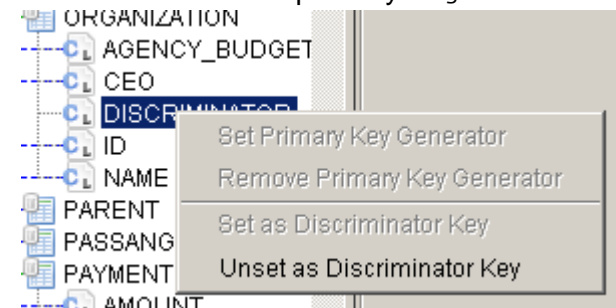 ORGANIZATION
AGENCY_BUDGET
CEO
DISCRIMINATOR
ID
NAME
PARENT
PASSANG
PAYMENT
AMOUNT
Set Primary Key Generator
Remove Primary Key Generator
Set as Discriminator Key
Unset as Discriminator Key